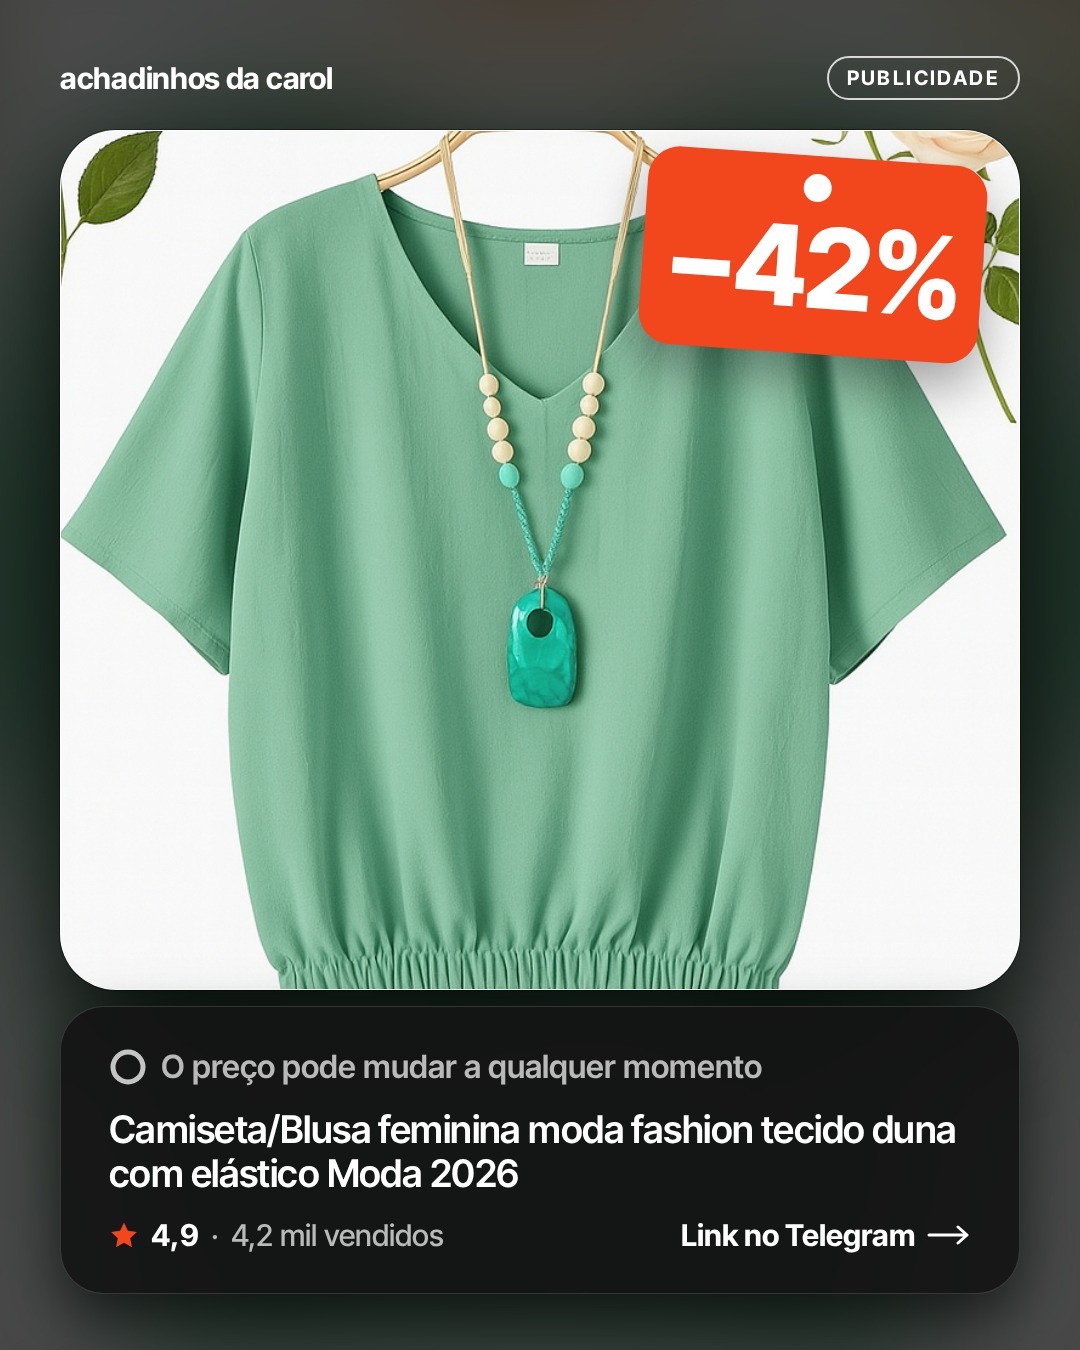 achadinhos da carol
PUBLICIDADE
–42%
O preço pode mudar a qualquer momento
Camiseta/Blusa feminina moda fashion tecido duna
com elástico Moda 2026
4,9 · 4,2 mil vendidos
Link no Telegram →